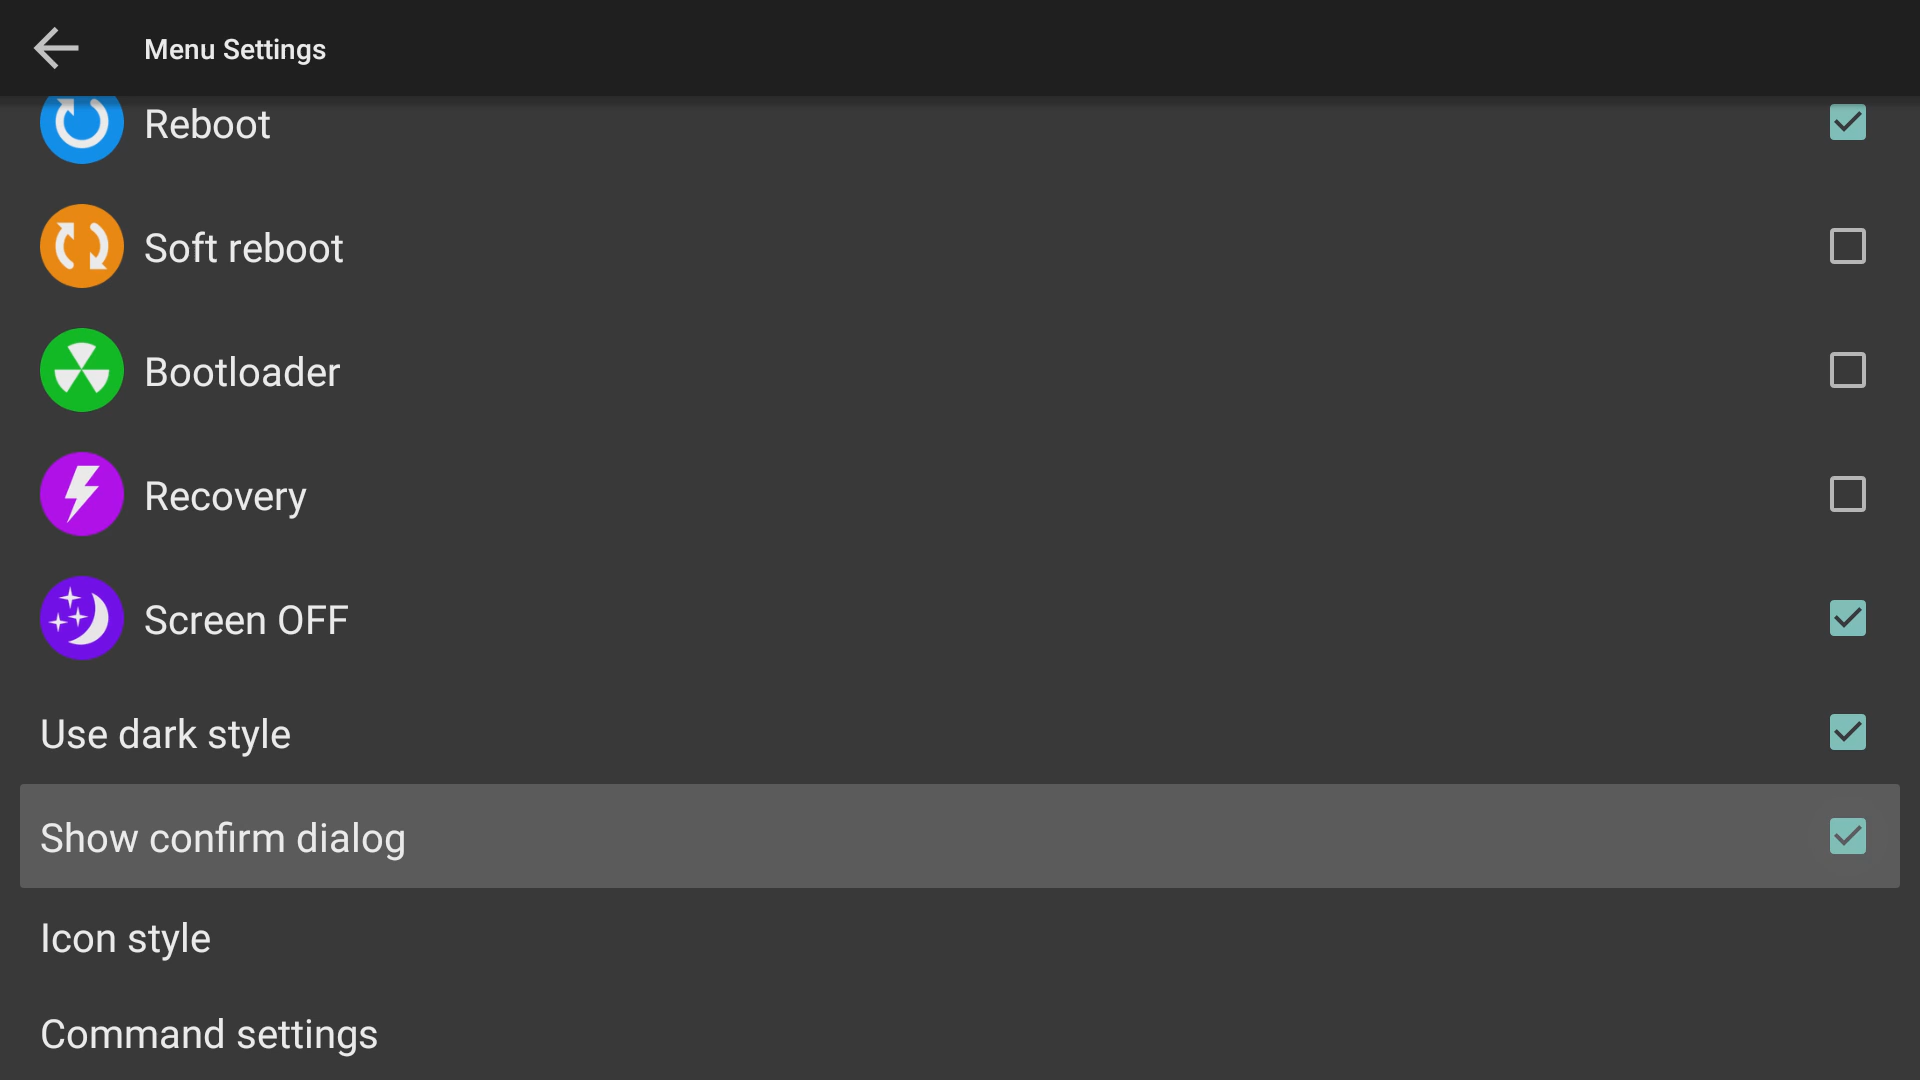 Menu Settings
Reboot
Soft reboot
Bootloader
Recovery
Screen OFF
Use dark style
Show confirm dialog
Icon style
Command settings